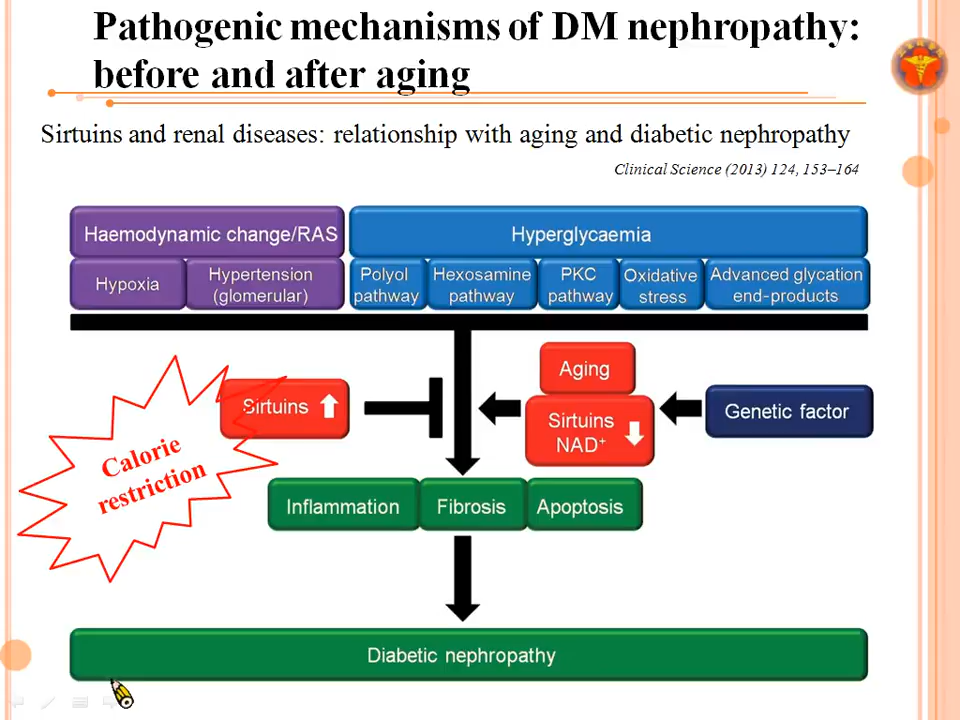 Pathogenic mechanisms of DM nephropathy:
before and after aging
Sirtuins and renal diseases: relationship with aging and diabetic nephropathy
Clinical Science (2013) 124, 153–164
Haemodynamic change/RAS
Hyperglycaemia
Hypoxia
Hypertension
(glomerular)
Polyol
pathway
Hexosamine
pathway
PKC
pathway
Oxidative
stress
Advanced glycation
end-products
Aging
Sirtuins
Sirtuins
NAD⁺
Genetic factor
Calorie
restriction
Inflammation
Fibrosis
Apoptosis
Diabetic nephropathy